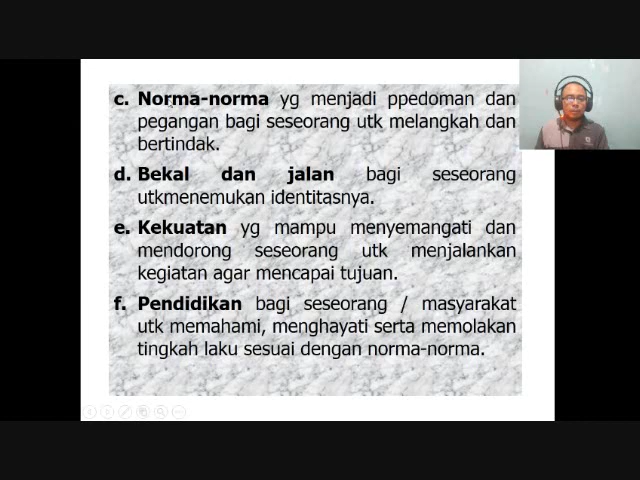 c. Norma-norma yg menjadi ppedoman dan
pegangan bagi seseorang utk melangkah dan
bertindak.
d. Bekal dan jalan bagi seseorang
utkmenemukan identitasnya.
e. Kekuatan yg mampu menyemangati dan
mendorong seseorang utk menjalankan
kegiatan agar mencapai tujuan.
f. Pendidikan bagi seseorang / masyarakat
utk memahami, menghayati serta memolakan
tingkah laku sesuai dengan norma-norma.